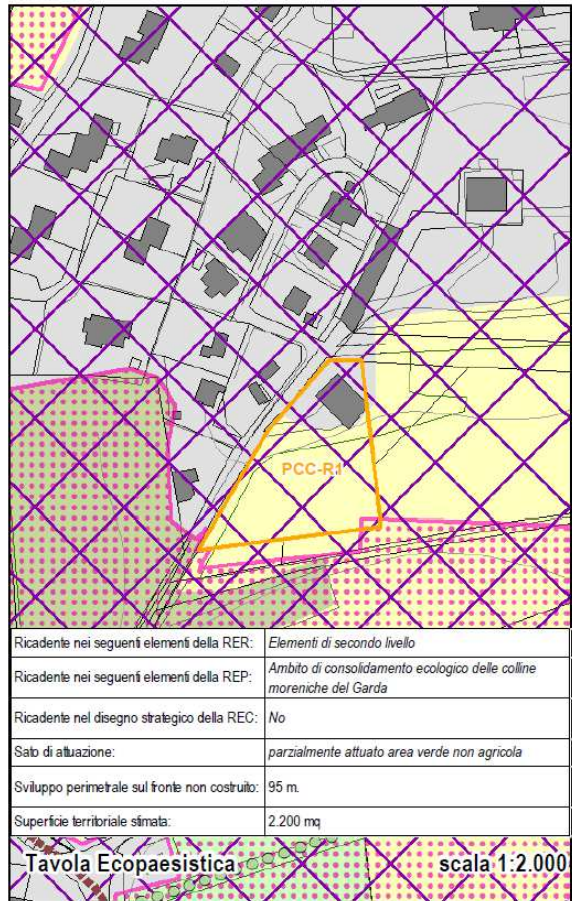 PCC-R1
Ricadente nei seguenti elementi della RER: Elementi di secondo livello
Ricadente nei seguenti elementi della REP: Ambito di consolidamento ecologico delle colline
moreniche del Garda
Ricadente nel disegno strategico della REC: No
Sato di attuazione: parzialmente attuato area verde non agricola
Sviluppo perimetrale sul fronte non costruito: 95 m.
Superficie territoriale stimata: 2.200 mq
Tavola Ecopaesistica scala 1:2.000